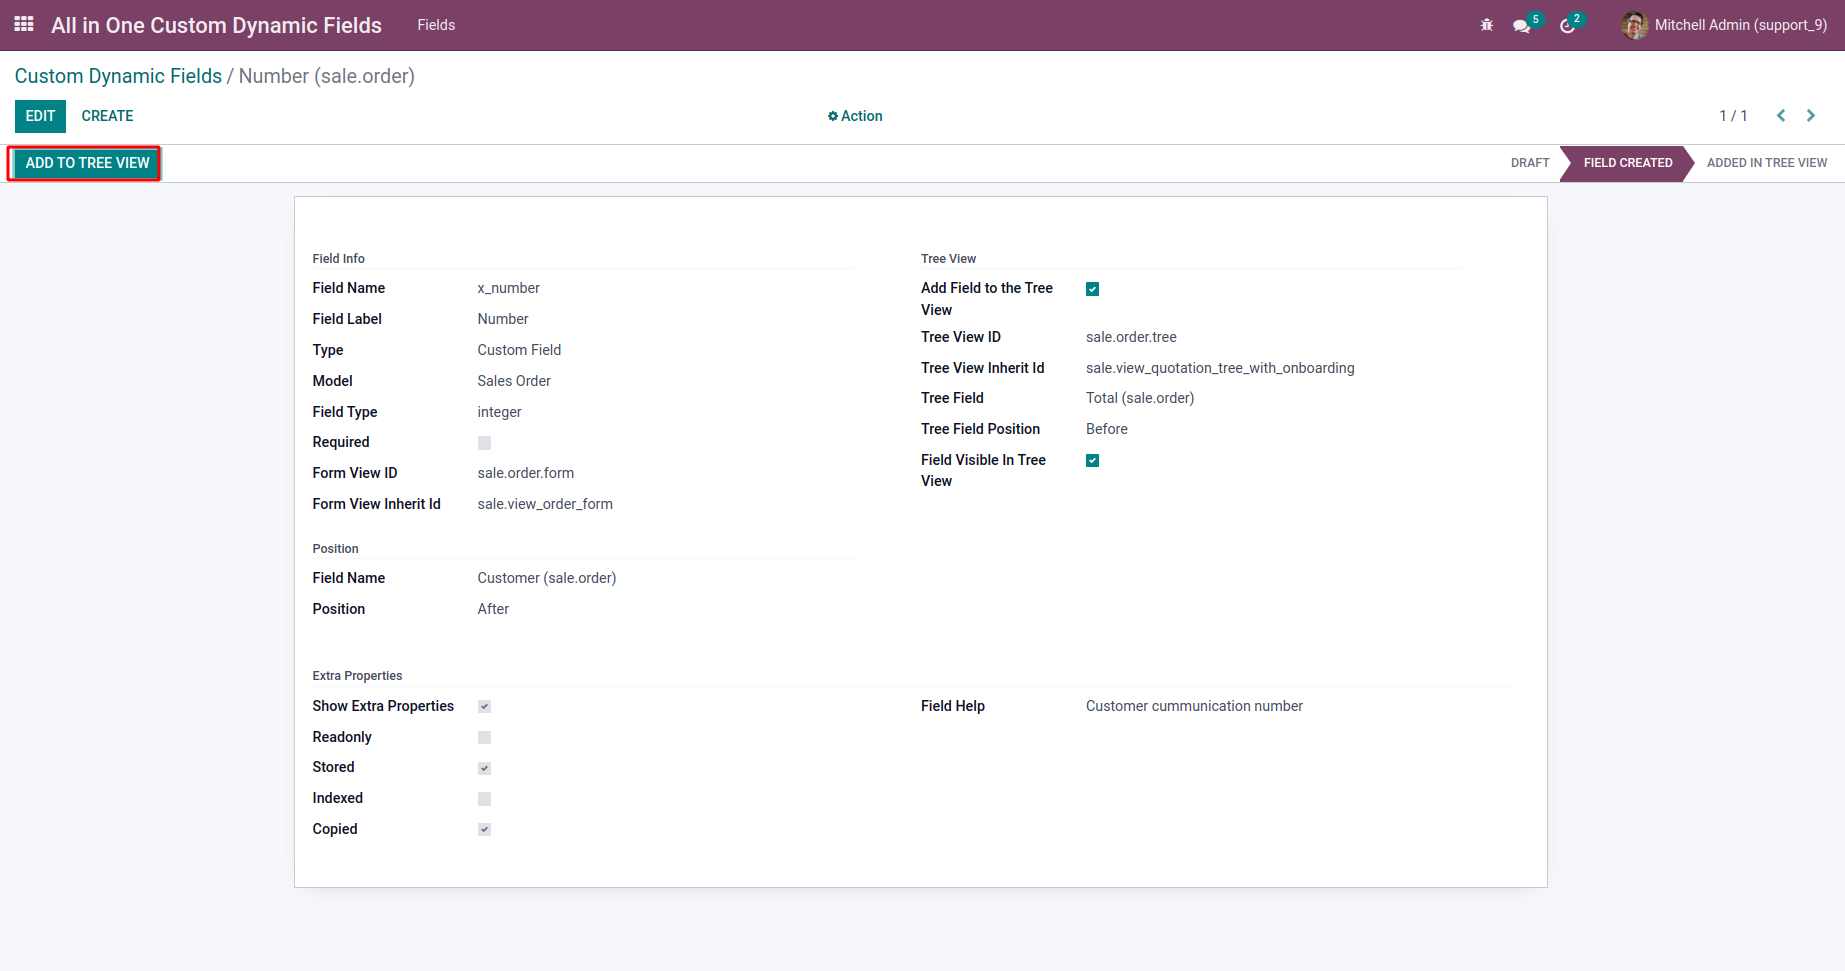 All in One Custom Dynamic Fields Fields 5 2 Mitchell Admin (support_9)
Custom Dynamic Fields / Number (sale.order)
EDIT CREATE Action 1 / 1
ADD TO TREE VIEW DRAFT FIELD CREATED ADDED IN TREE VIEW
Field Info
Field Name x_number
Field Label Number
Type Custom Field
Model Sales Order
Field Type integer
Required
Form View ID sale.order.form
Form View Inherit Id sale.view_order_form
Position
Field Name Customer (sale.order)
Position After
Tree View
Add Field to the Tree
View
Tree View ID sale.order.tree
Tree View Inherit Id sale.view_quotation_tree_with_onboarding
Tree Field Total (sale.order)
Tree Field Position Before
Field Visible In Tree
View
Extra Properties
Show Extra Properties
Readonly
Stored
Indexed
Copied
Field Help Customer cummunication number